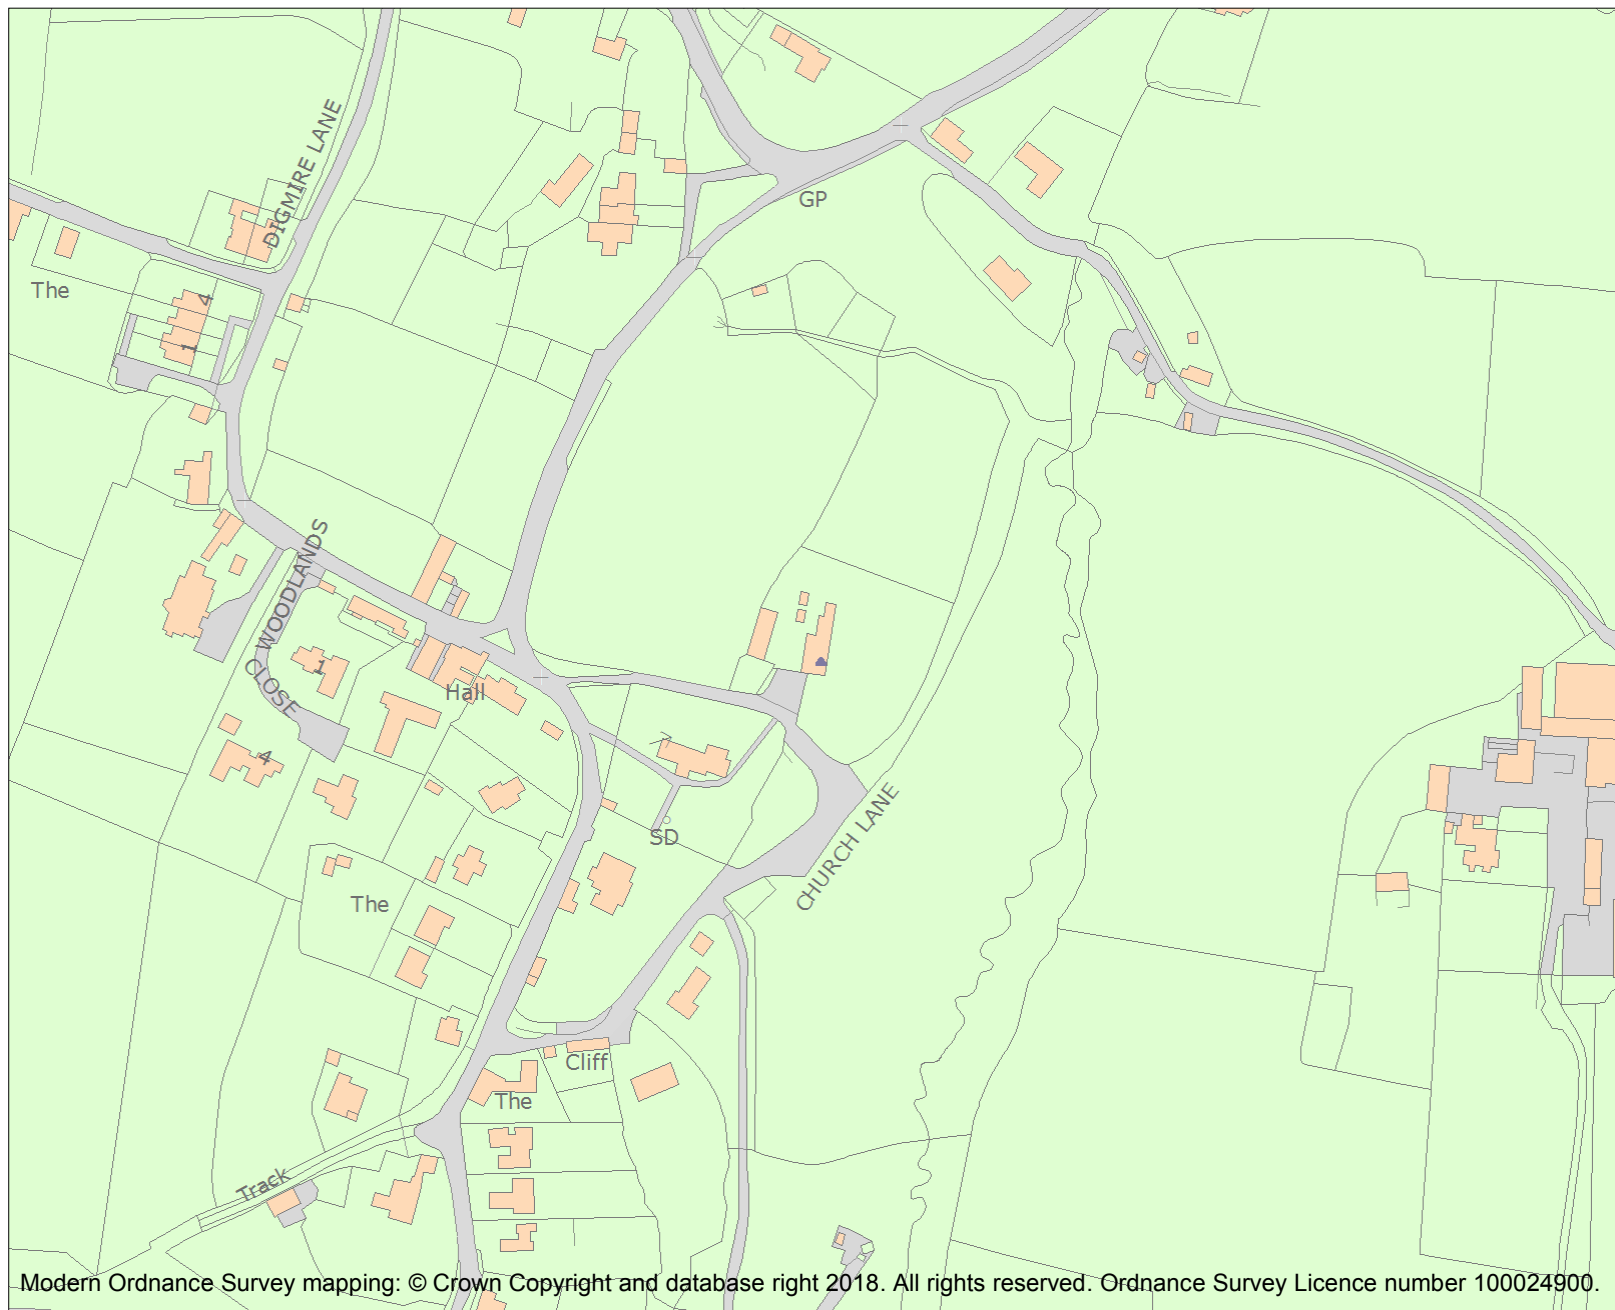 DIGMIRE LANE
GP
The
4
1
WOODLANDS
CLOSE
1
Hall
4
7
SD
CHURCH LANE
The
Cliff
The
Track
Modern Ordnance Survey mapping: © Crown Copyright and database right 2018. All rights reserved. Ordnance Survey Licence number 100024900.